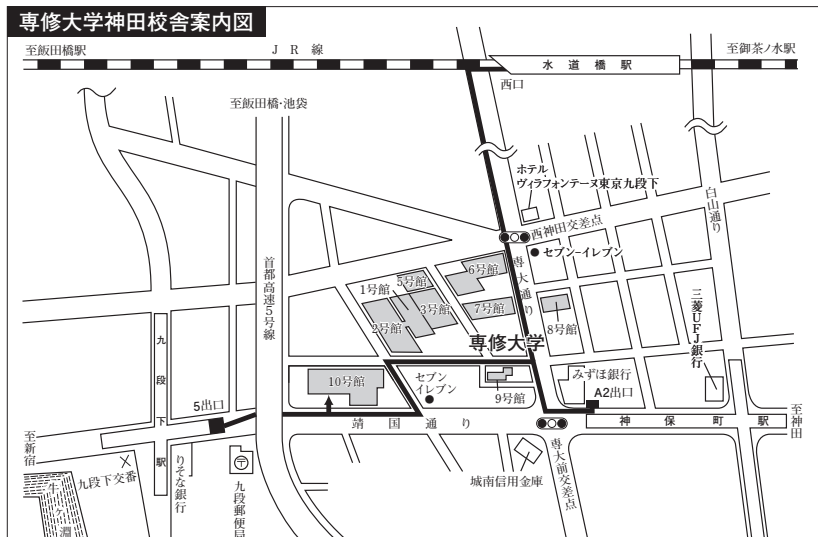 専修大学神田校舎案内図
至飯田橋駅
JR線
至御茶ノ水駅
水道橋駅
西口
至飯田橋・池袋
ホテル
ヴィラフォンテーヌ東京九段下
白山通り
西神田交差点
セブン-イレブン
専大通り
首都高速5号線
6号館
5号館
1号館
3号館
7号館
2号館
8号館
三菱UFJ銀行
専修大学
九段下駅
10号館
セブン
イレブン
9号館
みずほ銀行
A2出口
5出口
靖国通り
神保町駅
至神田
至新宿
九段下交番
りそな銀行
九段郵便局
城南信用金庫
専大前交差点
牛ヶ淵